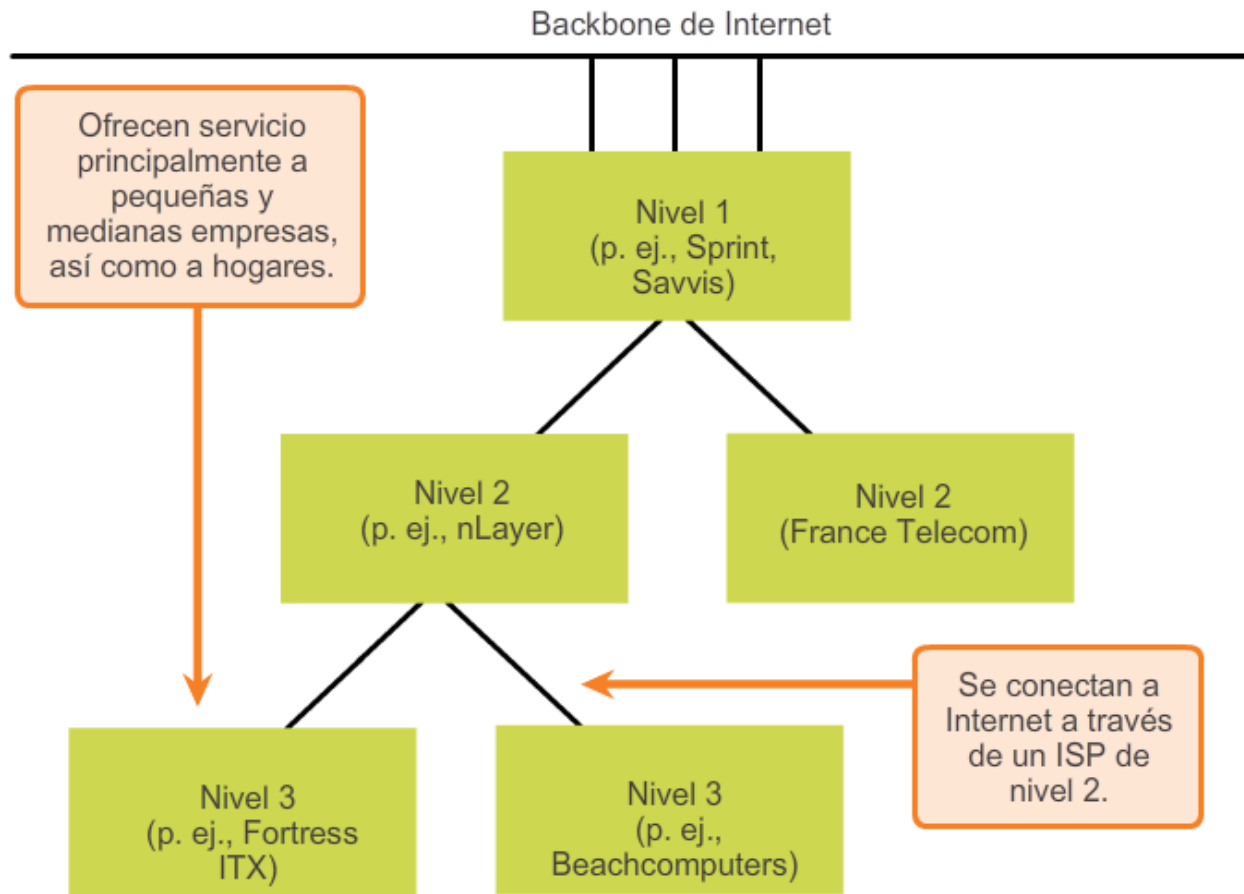 Backbone de Internet
Ofrecen servicio
principalmente a
pequeñas y
medianas empresas,
así como a hogares.
Nivel 1
(p. ej., Sprint,
Savvis)
Nivel 2
(p. ej., nLayer)
Nivel 2
(France Telecom)
Se conectan a
Internet a través
de un ISP de
nivel 2.
Nivel 3
(p. ej., Fortress
ITX)
Nivel 3
(p. ej.,
Beachcomputers)